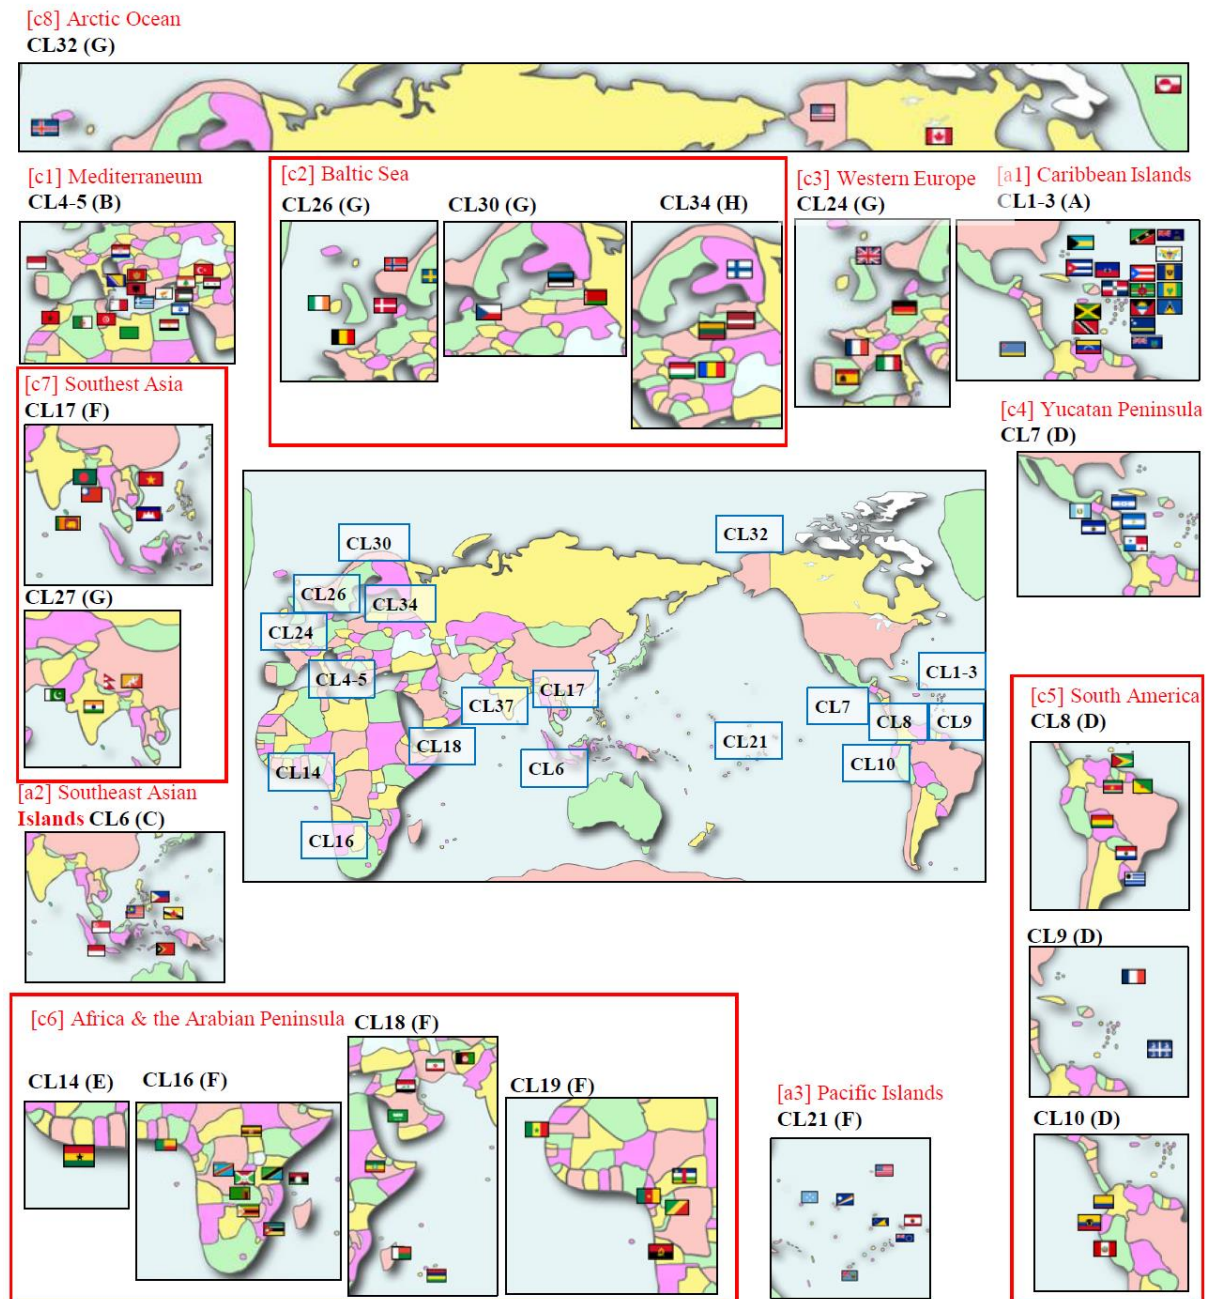 [c8] Arctic Ocean
CL32 (G)
[c1] Mediterraneum
CL4-5 (B)
[c2] Baltic Sea
CL26 (G)
CL30 (G)
CL34 (H)
[c3] Western Europe
CL24 (G)
[a1] Caribbean Islands
CL1-3 (A)
[c7] Southest Asia
CL17 (F)
CL27 (G)
[c4] Yucatan Peninsula
CL7 (D)
CL30
CL32
CL26
CL34
CL24
CL4-5
CL37
CL17
CL1-3
CL7
CL8
CL9
CL18
CL21
CL14
CL6
CL10
CL16
[c5] South America
CL8 (D)
CL9 (D)
CL10 (D)
[a2] Southeast Asian
Islands CL6 (C)
[c6] Africa & the Arabian Peninsula
CL14 (E)
CL16 (F)
CL18 (F)
CL19 (F)
[a3] Pacific Islands
CL21 (F)